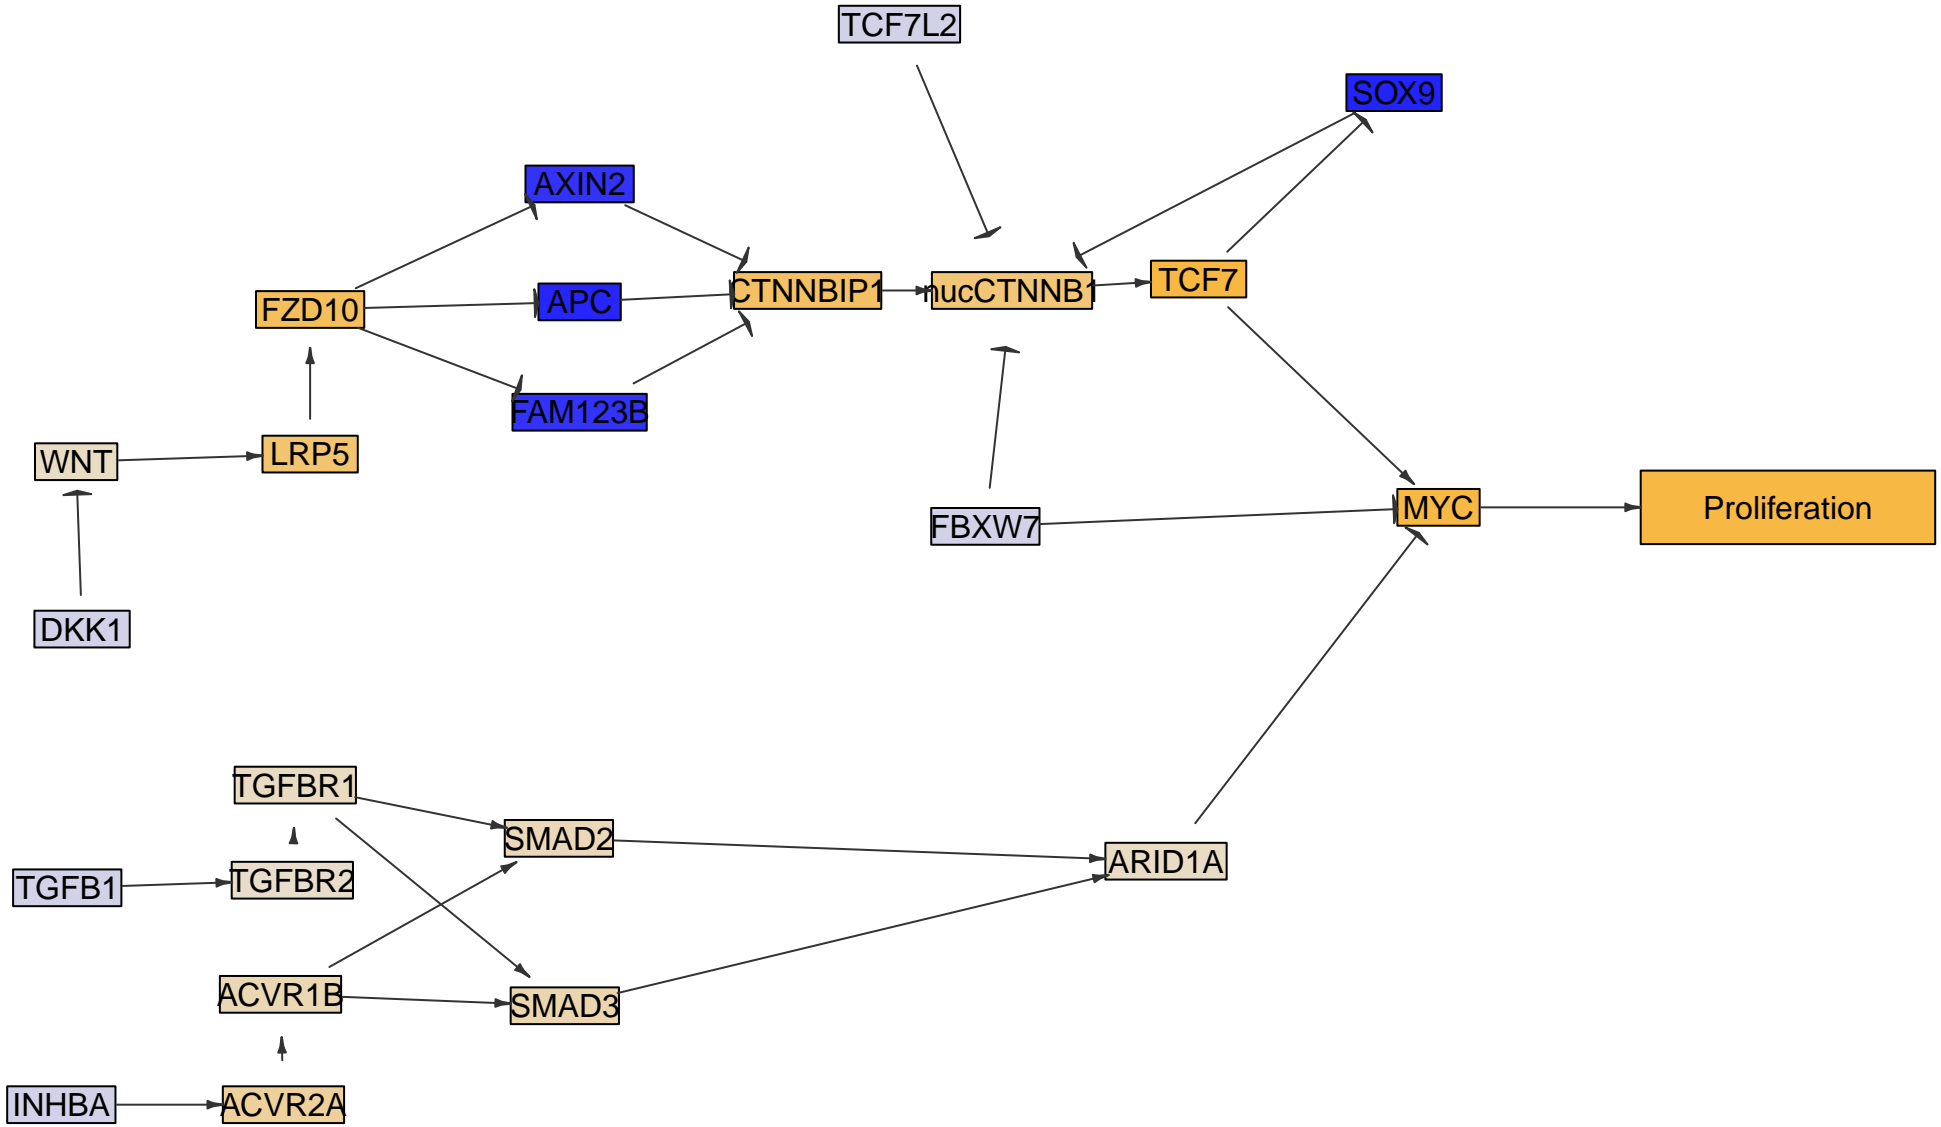 TCF7L2
SOX9
AXIN2
FZD10
APC
CTNNBIP1
nucCTNNB1
TCF7
FAM123B
WNT
LRP5
FBXW7
MYC
Proliferation
DKK1
TGFBR1
SMAD2
ARID1A
TGFB1
TGFBR2
ACVR1B
SMAD3
INHBA
ACVR2A